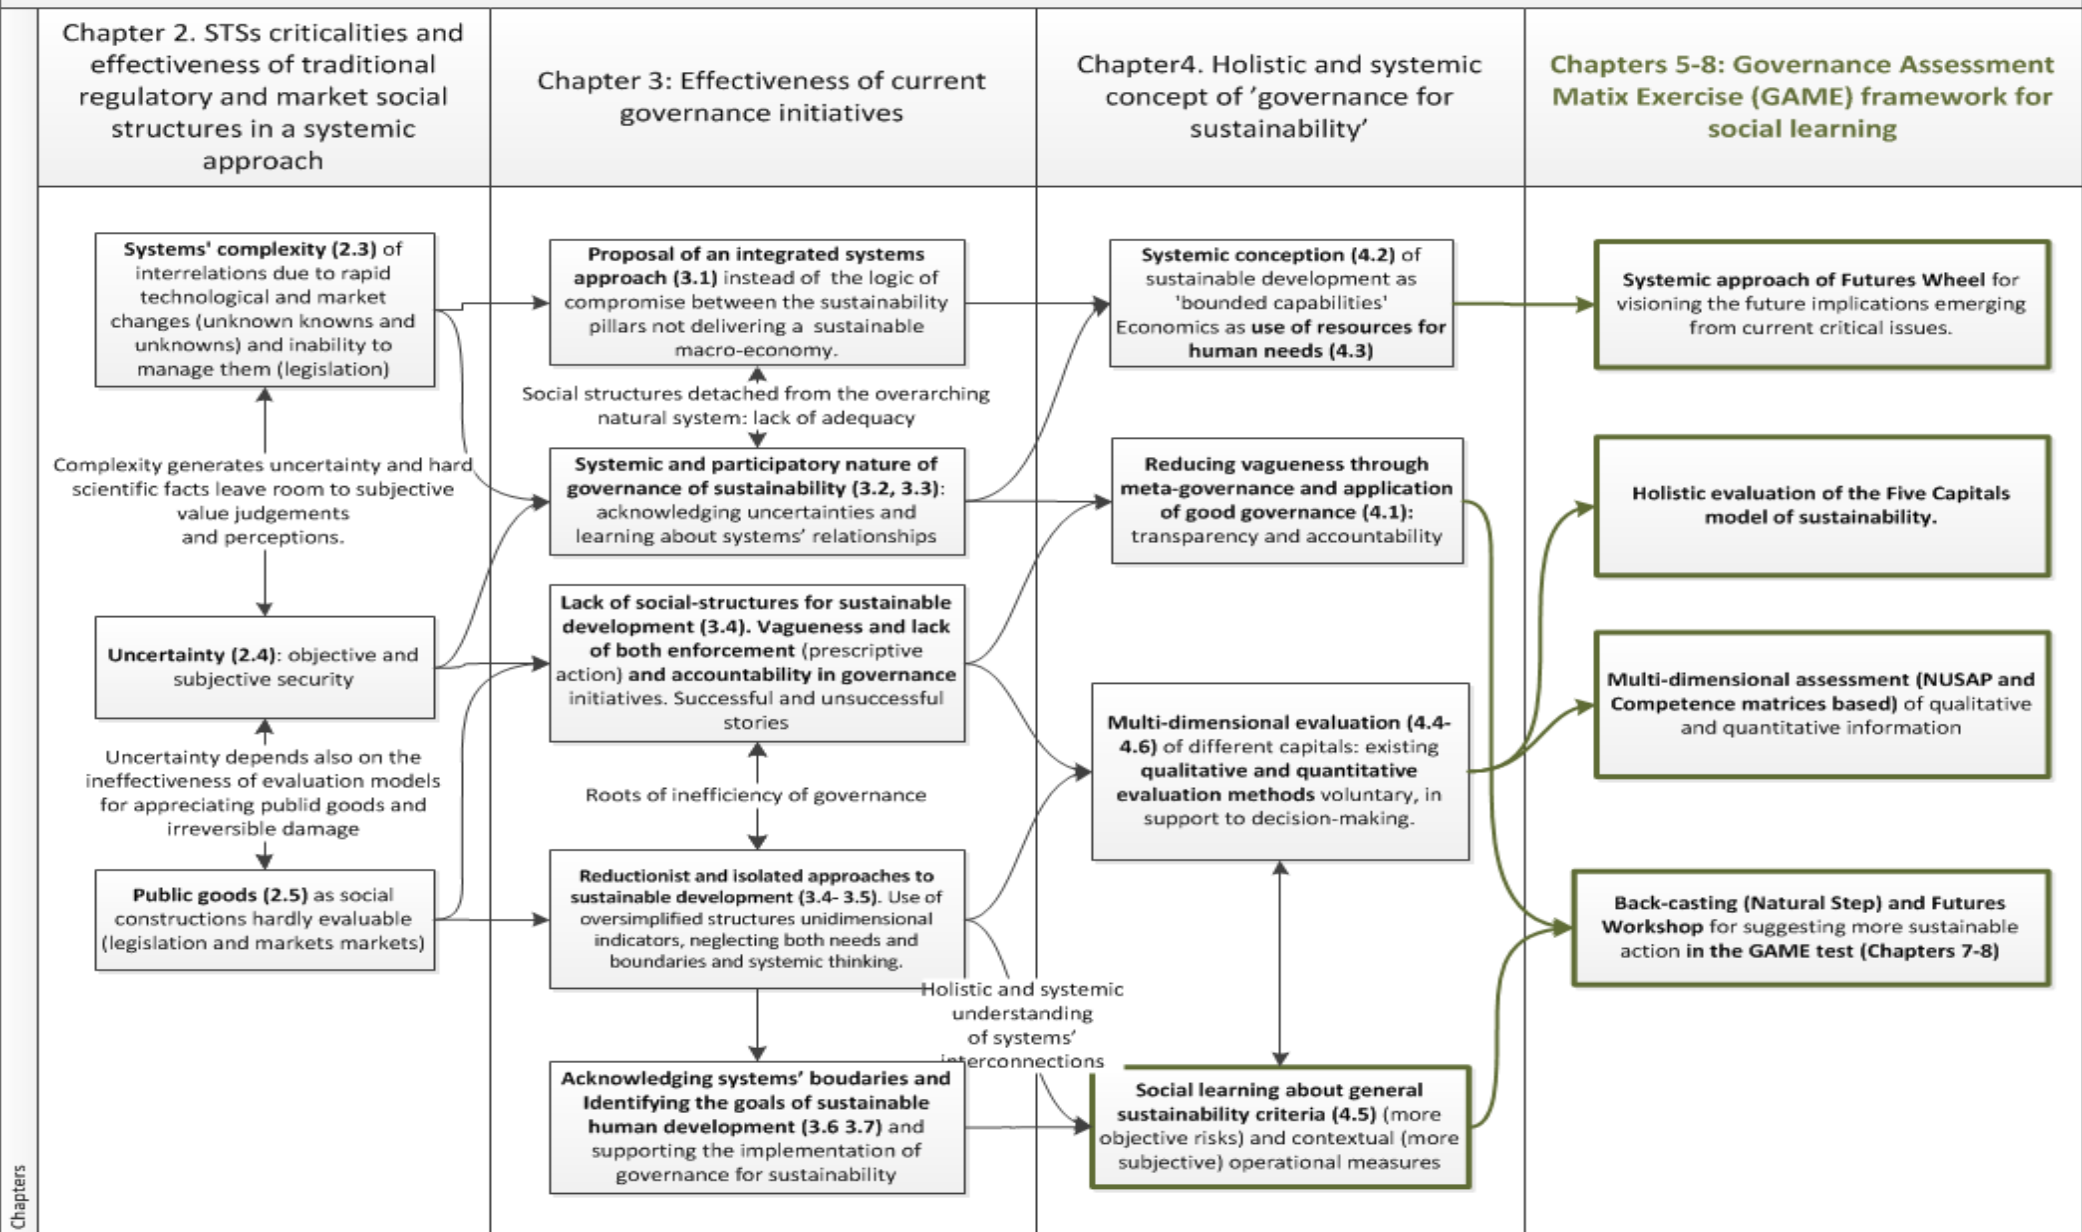 Chapter 2. STSs criticalities and
effectiveness of traditional
regulatory and market social
structures in a systemic
approach
Chapter 3: Effectiveness of current
governance initiatives
Chapter4. Holistic and systemic
concept of ‘governance for
sustainability’
Chapters 5-8: Governance Assessment
Matix Exercise (GAME) framework for
social learning
Systems' complexity (2.3) of
interrelations due to rapid
technological and market
changes (unknown knowns and
unknowns) and inability to
manage them (legislation)
Complexity generates uncertainty and hard
scientific facts leave room to subjective
value judgements
and perceptions.
Uncertainty (2.4): objective and
subjective security
Uncertainty depends also on the
ineffectiveness of evaluation models
for appreciating publid goods and
irreversible damage
Public goods (2.5) as social
constructions hardly evaluable
(legislation and markets markets)
Proposal of an integrated systems
approach (3.1) instead of the logic of
compromise between the sustainability
pillars not delivering a sustainable
macro-economy.
Social structures detached from the overarching
natural system: lack of adequacy
Systemic and participatory nature of
governance of sustainability (3.2, 3.3):
acknowledging uncertainties and
learning about systems’ relationships
Lack of social-structures for sustainable
development (3.4). Vagueness and lack
of both enforcement (prescriptive
action) and accountability in governance
initiatives. Successful and unsuccessful
stories
Roots of inefficiency of governance
Reductionist and isolated approaches to
sustainable development (3.4- 3.5). Use of
oversimplified structures unidimensional
indicators, neglecting both needs and
boundaries and systemic thinking.
Holistic and systemic
understanding
of systems’
interconnections
Acknowledging systems’ boudaries and
Identifying the goals of sustainable
human development (3.6 3.7) and
supporting the implementation of
governance for sustainability
Systemic conception (4.2) of
sustainable development as
'bounded capabilities'
Economics as use of resources for
human needs (4.3)
Reducing vagueness through
meta-governance and application
of good governance (4.1):
transparency and accountability
Multi-dimensional evaluation (4.4-
4.6) of different capitals: existing
qualitative and quantitative
evaluation methods voluntary, in
support to decision-making.
Social learning about general
sustainability criteria (4.5) (more
objective risks) and contextual (more
subjective) operational measures
Systemic approach of Futures Wheel for
visioning the future implications emerging
from current critical issues.
Holistic evaluation of the Five Capitals
model of sustainability.
Multi-dimensional assessment (NUSAP and
Competence matrices based) of qualitative
and quantitative information
Back-casting (Natural Step) and Futures
Workshop for suggesting more sustainable
action in the GAME test (Chapters 7-8)
Chapters